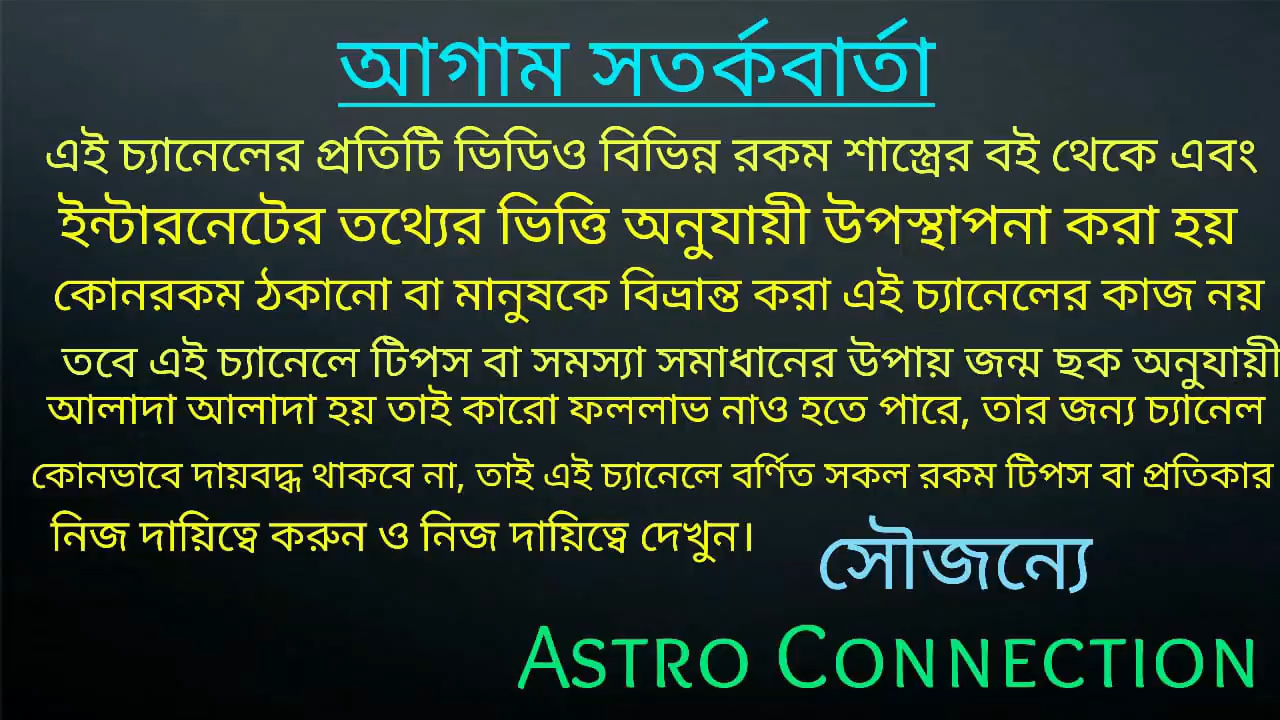 আগাম সতর্কবার্তা
এই চ্যানেলের প্রতিটি ভিডিও বিভিন্ন রকম শাস্ত্রের বই থেকে এবং
ইন্টারনেটের তথ্যের ভিত্তি অনুযায়ী উপস্থাপনা করা হয়
কোনরকম ঠকানো বা মানুষকে বিভ্রান্ত করা এই চ্যানেলের কাজ নয়
তবে এই চ্যানেলে টিপস বা সমস্যা সমাধানের উপায় জন্ম ছক অনুযায়ী
আলাদা আলাদা হয় তাই কারো ফললাভ নাও হতে পারে, তার জন্য চ্যানেল
কোনভাবে দায়বদ্ধ থাকবে না, তাই এই চ্যানেলে বর্ণিত সকল রকম টিপস বা প্রতিকার
নিজ দায়িত্বে করুন ও নিজ দায়িত্বে দেখুন।
সৌজন্যে
Astro Connection